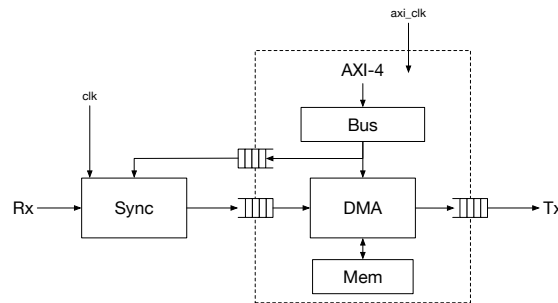 axi_clk
AXI-4
clk
Bus
Rx
Sync
DMA
Tx
Mem